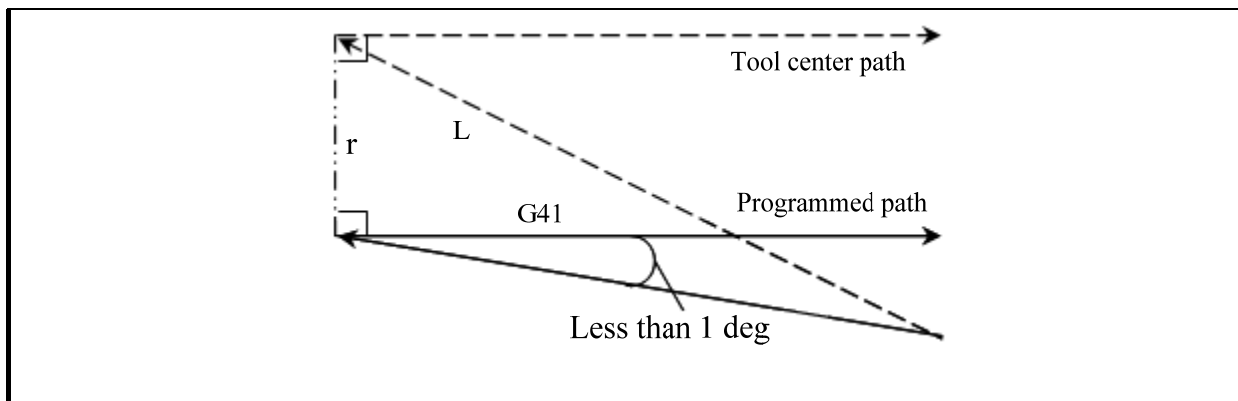 Tool center path
L
r
G41
Programmed path
Less than 1 deg